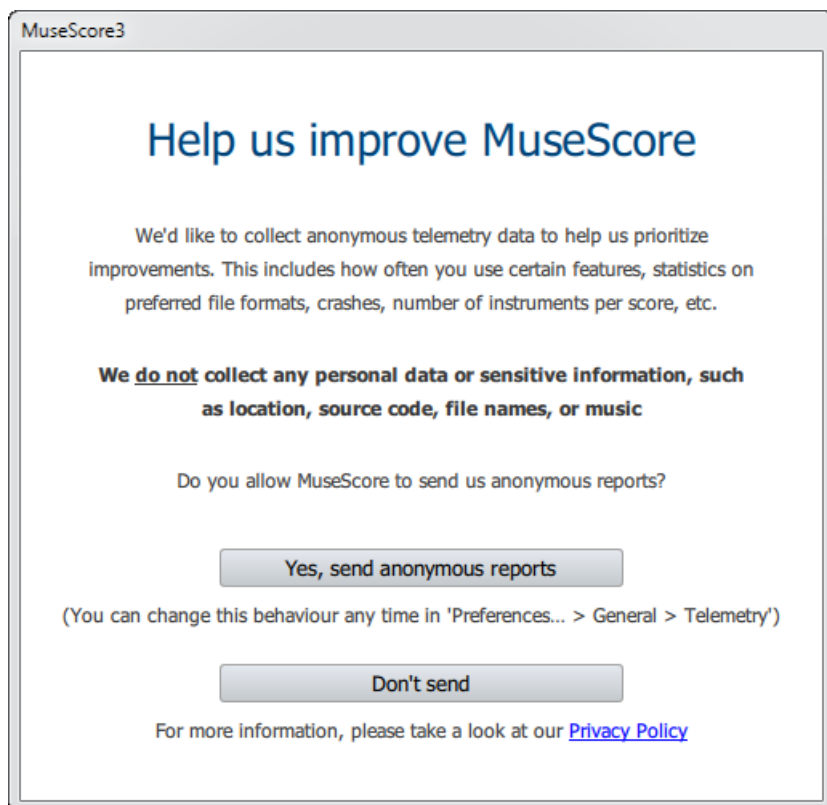 MuseScore3
Help us improve MuseScore
We'd like to collect anonymous telemetry data to help us prioritize
improvements. This includes how often you use certain features, statistics on
preferred file formats, crashes, number of instruments per score, etc.
We do not collect any personal data or sensitive information, such
as location, source code, file names, or music
Do you allow MuseScore to send us anonymous reports?
Yes, send anonymous reports
(You can change this behaviour any time in 'Preferences... > General > Telemetry')
Don't send
For more information, please take a look at our Privacy Policy